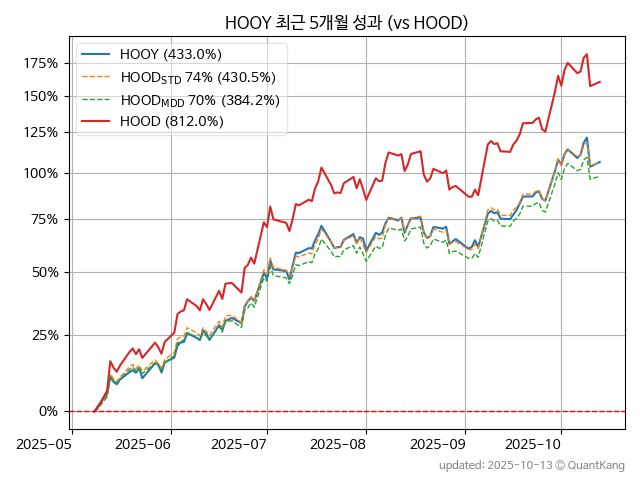 HOOY 최근 5개월 성과 (vs HOOD)
HOOY (433.0%)
HOOD_STD 74% (430.5%)
HOOD_MDD 70% (384.2%)
HOOD (812.0%)
175%
150%
125%
100%
75%
50%
25%
0%
2025-05 2025-06 2025-07 2025-08 2025-09 2025-10
updated: 2025-10-13 © QuantKang